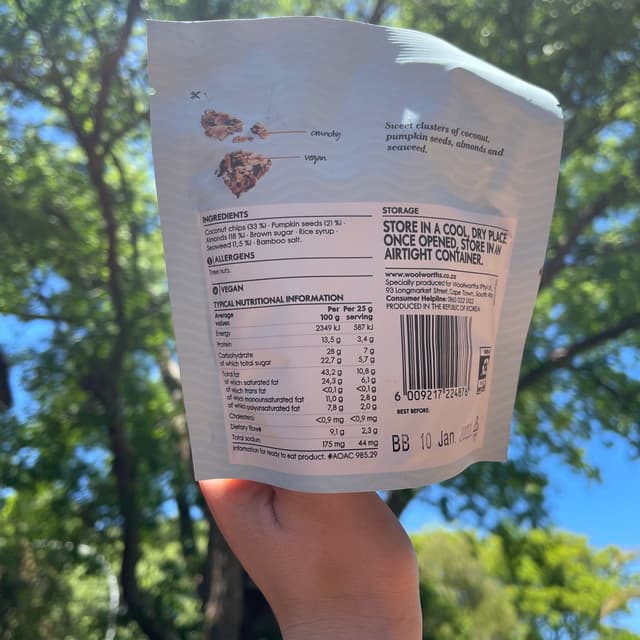 crunchy
vegan
Sweet clusters of coconut,
pumpkin seeds, almonds and
seaweed.
INGREDIENTS
Coconut chips (33 %) · Pumpkin seeds (21 %) ·
Almonds (18 %) · Brown sugar · Rice syrup ·
Seaweed (1,5 %) · Bamboo salt.
ALLERGENS
Tree nuts.
VEGAN
TYPICAL NUTRITIONAL INFORMATION
Average values Per 100 g Per 25 g serving
Energy 2349 kJ 587 kJ
Protein 13,5 g 3,4 g
Carbohydrate 28 g 7 g
of which total sugar 22,7 g 5,7 g
Total fat 43,2 g 10,8 g
of which saturated fat 24,3 g 6,1 g
of which trans fat <0,1 g <0,1 g
of which monounsaturated fat 11,0 g 2,8 g
of which polyunsaturated fat 7,8 g 2,0 g
Cholesterol <0,9 mg <0,9 mg
Dietary fibre# 9,1 g 2,3 g
Total sodium 175 mg 44 mg
Information for ready to eat product. #AOAC 985.29
STORAGE
STORE IN A COOL, DRY PLACE
ONCE OPENED, STORE IN AN
AIRTIGHT CONTAINER.
www.woolworths.co.za
Specially produced for Woolworths (Pty) Ltd,
93 Longmarket Street, Cape Town, South
Consumer Helpline: 0860 022 002
PRODUCED IN THE REPUBLIC OF KOREA
6 009217 224876
BEST BEFORE:
BB 10 Jan.